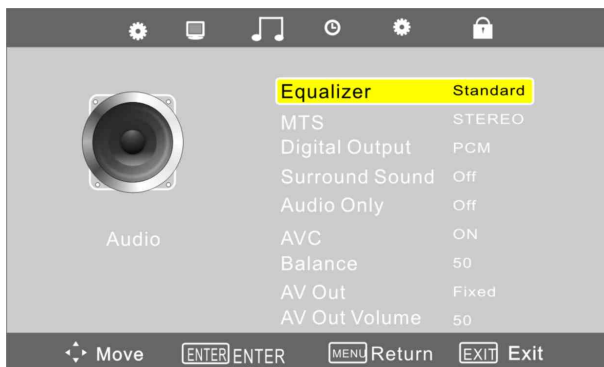 Equalizer Standard
MTS STEREO
Digital Output PCM
Surround Sound Off
Audio Only Off
Audio
AVC ON
Balance 50
AV Out Fixed
AV Out Volume 50
Move ENTER ENTER MENU Return EXIT Exit